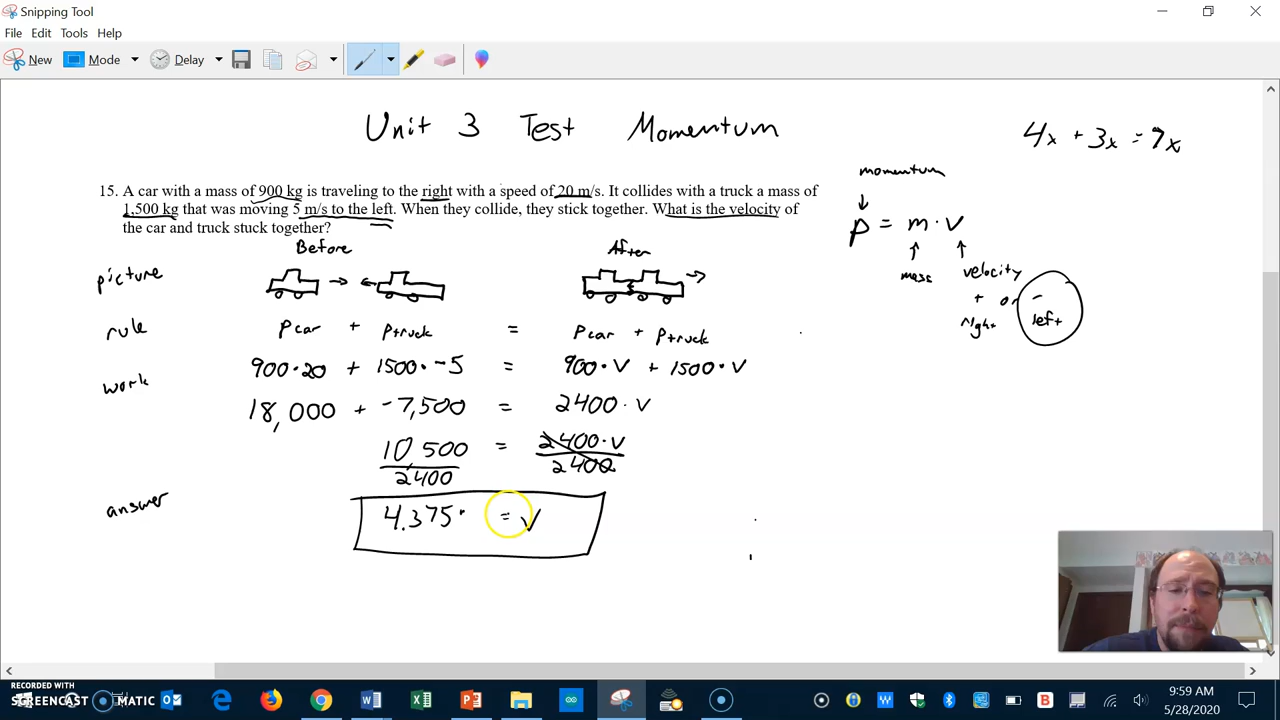 Snipping Tool
File Edit Tools Help
New Mode Delay
Unit 3 Test Momentum
4x + 3x = 7x
momentum
15. A car with a mass of 900 kg is traveling to the right with a speed of 20 m/s. It collides with a truck a mass of
1,500 kg that was moving 5 m/s to the left. When they collide, they stick together. What is the velocity of
the car and truck stuck together?
p = m · v
mass velocity
+ or -
right left
Before After
picture
rule Pcar + Ptruck = Pcar + Ptruck
work 900·20 + 1500·-5 = 900·V + 1500·V
18,000 + -7,500 = 2400·V
10 500 = 2400·V
2400 2400
answer 4.375 = V
RECORDED WITH
SCREENCAST MATIC
9:59 AM
5/28/2020